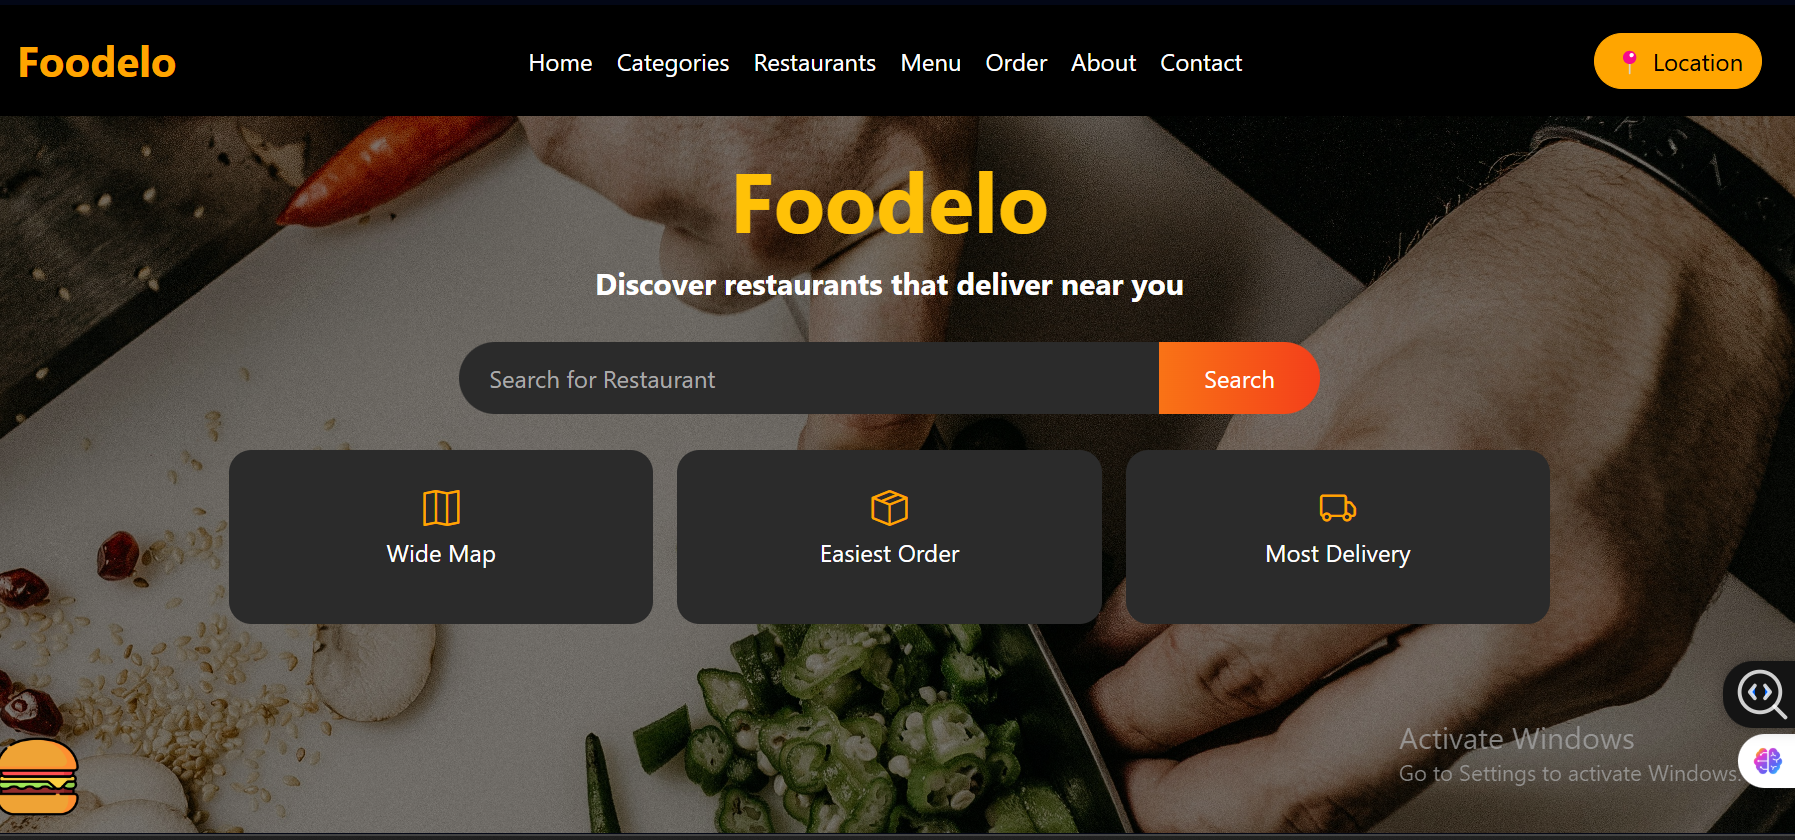 Foodelo
Home Categories Restaurants Menu Order About Contact
Location
Foodelo
Discover restaurants that deliver near you
Search for Restaurant
Search
Wide Map
Easiest Order
Most Delivery
Activate Windows
Go to Settings to activate Windows.